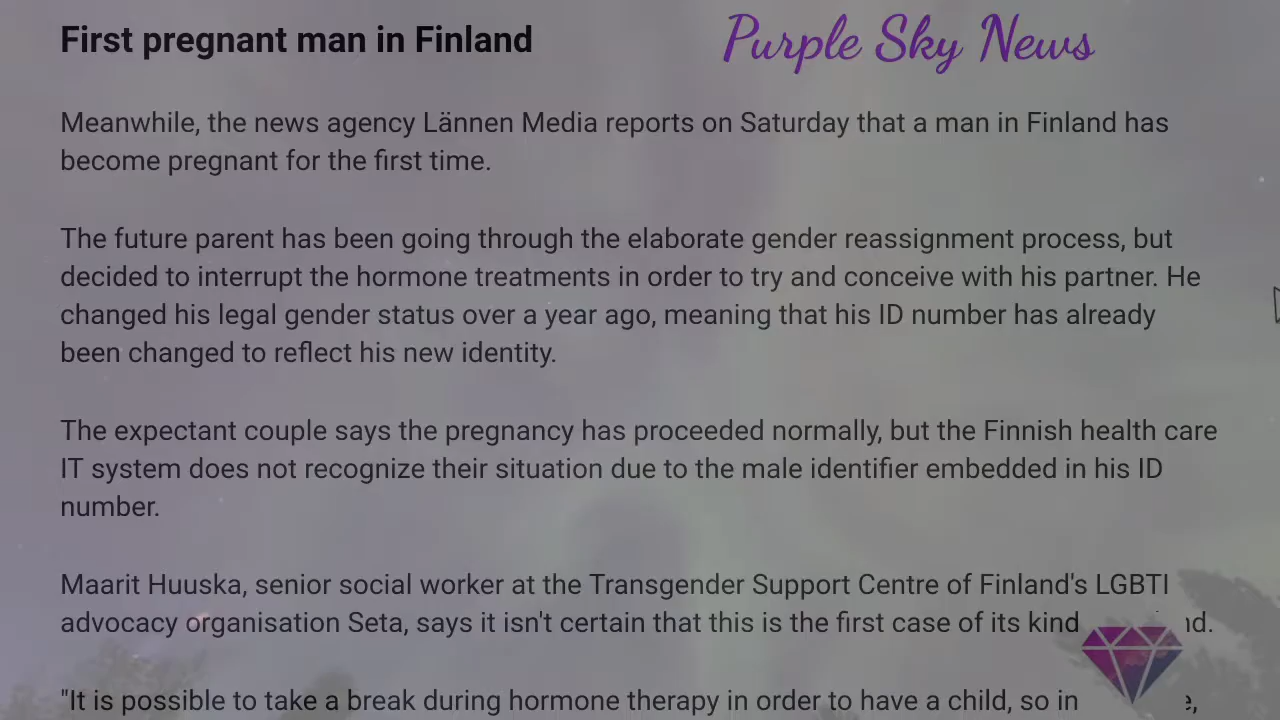 First pregnant man in Finland
Purple Sky News
Meanwhile, the news agency Lännen Media reports on Saturday that a man in Finland has
become pregnant for the first time.
The future parent has been going through the elaborate gender reassignment process, but
decided to interrupt the hormone treatments in order to try and conceive with his partner. He
changed his legal gender status over a year ago, meaning that his ID number has already
been changed to reflect his new identity.
The expectant couple says the pregnancy has proceeded normally, but the Finnish health care
IT system does not recognize their situation due to the male identifier embedded in his ID
number.
Maarit Huuska, senior social worker at the Transgender Support Centre of Finland's LGBTI
advocacy organisation Seta, says it isn't certain that this is the first case of its kind
"It is possible to take a break during hormone therapy in order to have a child, so in